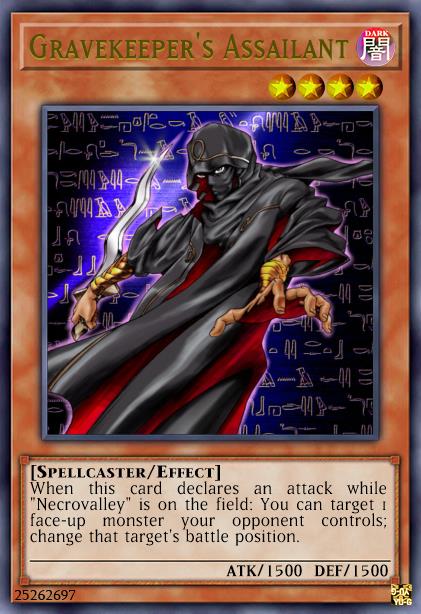 GRAVEKEEPER'S ASSAILANT
DARK
闇
[SPELLCASTER/EFFECT]
When this card declares an attack while
"Necrovalley" is on the field: You can target 1
face-up monster your opponent controls;
change that target's battle position.
ATK/1500 DEF/1500
25262697